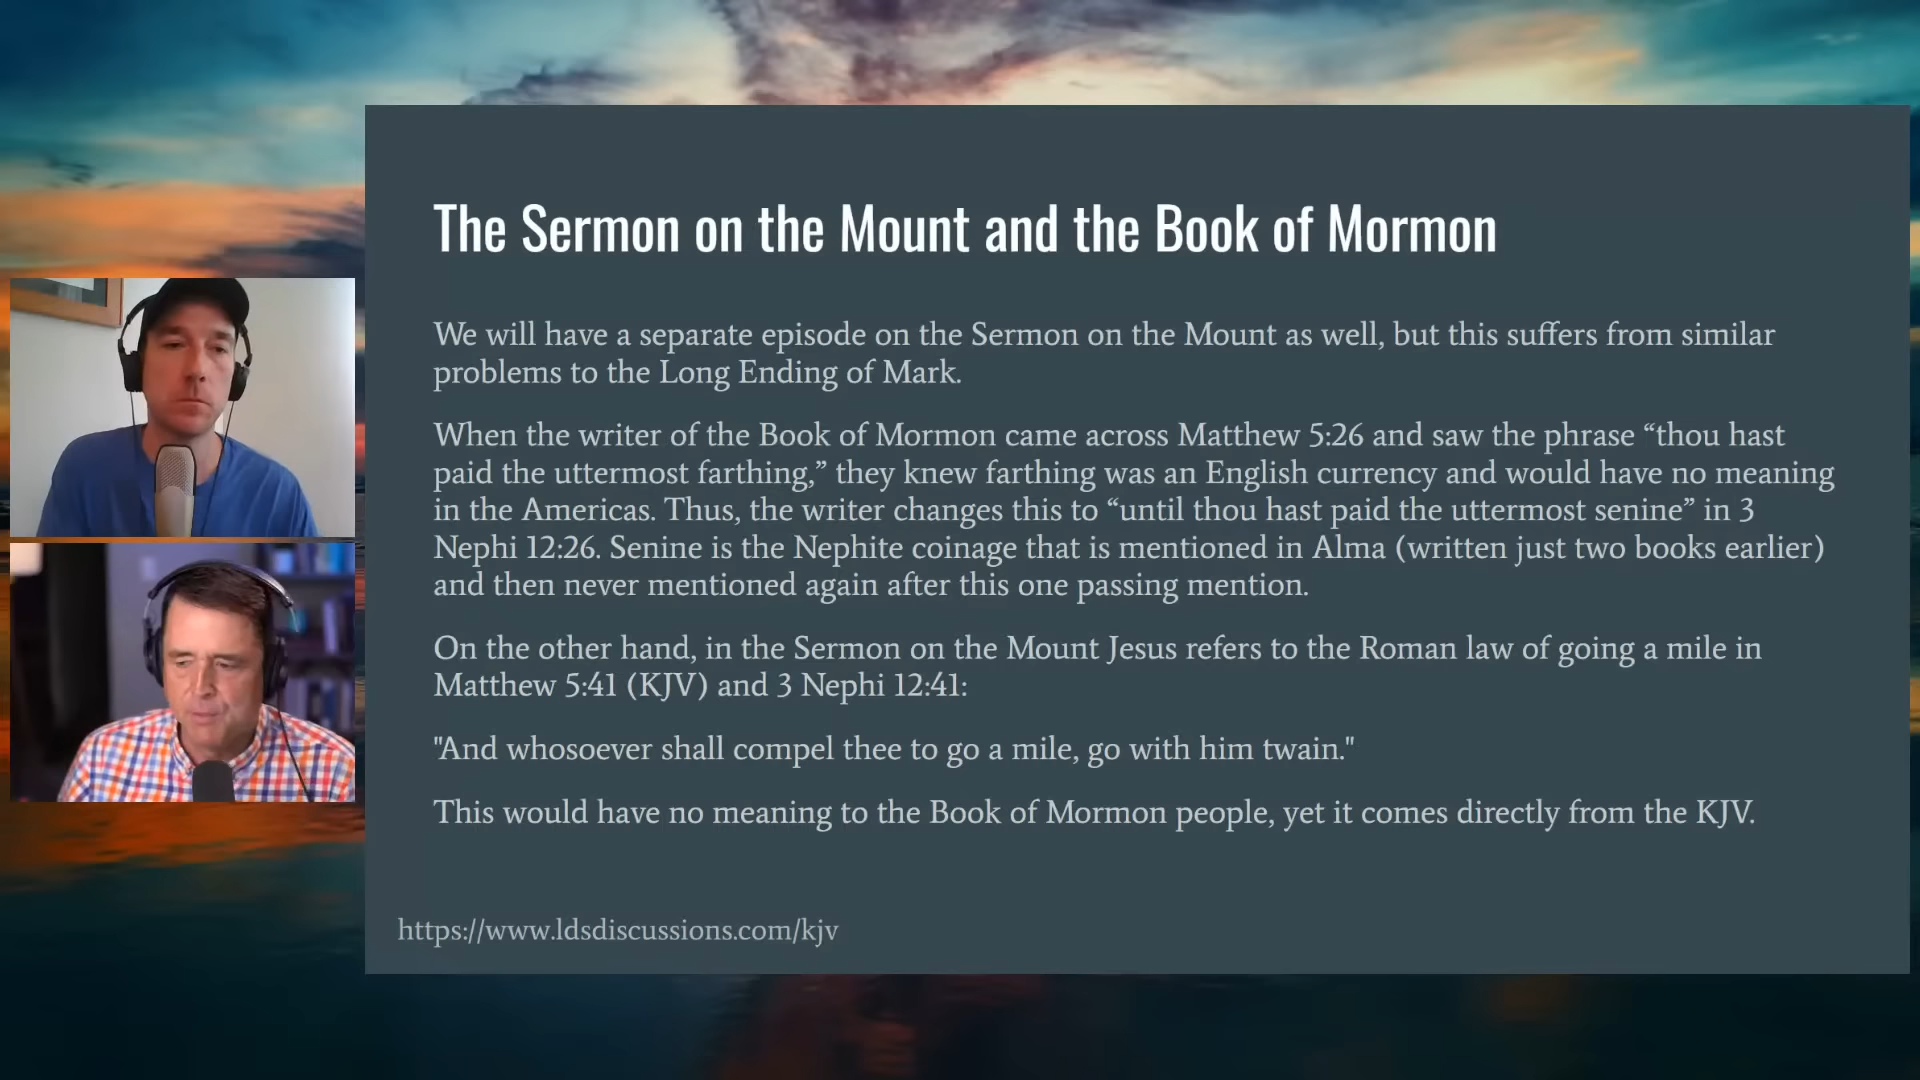 The Sermon on the Mount and the Book of Mormon
We will have a separate episode on the Sermon on the Mount as well, but this suffers from similar
problems to the Long Ending of Mark.
When the writer of the Book of Mormon came across Matthew 5:26 and saw the phrase “thou hast
paid the uttermost farthing,” they knew farthing was an English currency and would have no meaning
in the Americas. Thus, the writer changes this to “until thou hast paid the uttermost senine” in 3
Nephi 12:26. Senine is the Nephite coinage that is mentioned in Alma (written just two books earlier)
and then never mentioned again after this one passing mention.
On the other hand, in the Sermon on the Mount Jesus refers to the Roman law of going a mile in
Matthew 5:41 (KJV) and 3 Nephi 12:41:
"And whosoever shall compel thee to go a mile, go with him twain."
This would have no meaning to the Book of Mormon people, yet it comes directly from the KJV.
https://www.ldsdiscussions.com/kjv